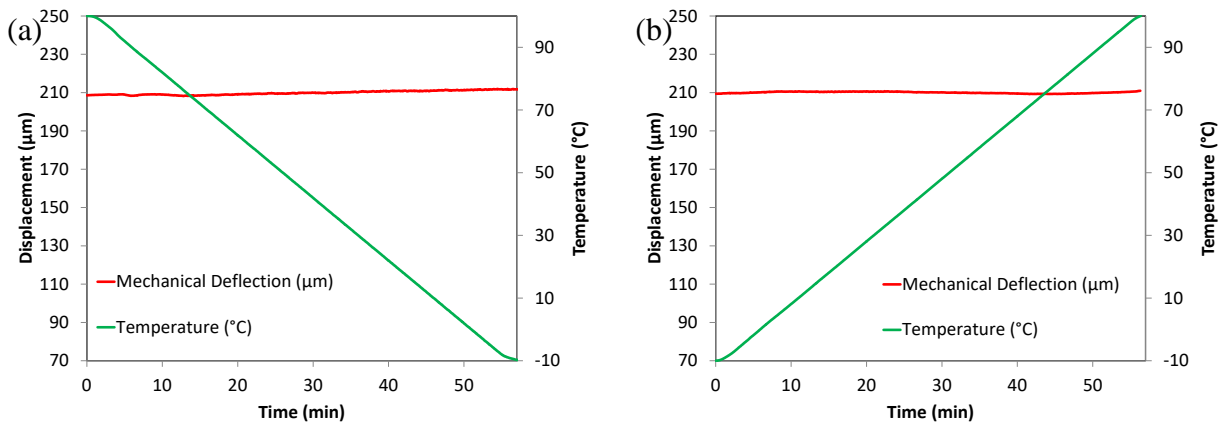 (a)
250
230
210
190
170
150
130
110
90
70
Displacement (µm)
90
70
50
30
10
-10
Temperature (°C)
Mechanical Deflection (µm)
Temperature (°C)
0 10 20 30 40 50
Time (min)
(b)
250
230
210
190
170
150
130
110
90
70
Displacement (µm)
90
70
50
30
10
-10
Temperature (°C)
Mechanical Deflection (µm)
Temperature (°C)
0 10 20 30 40 50
Time (min)